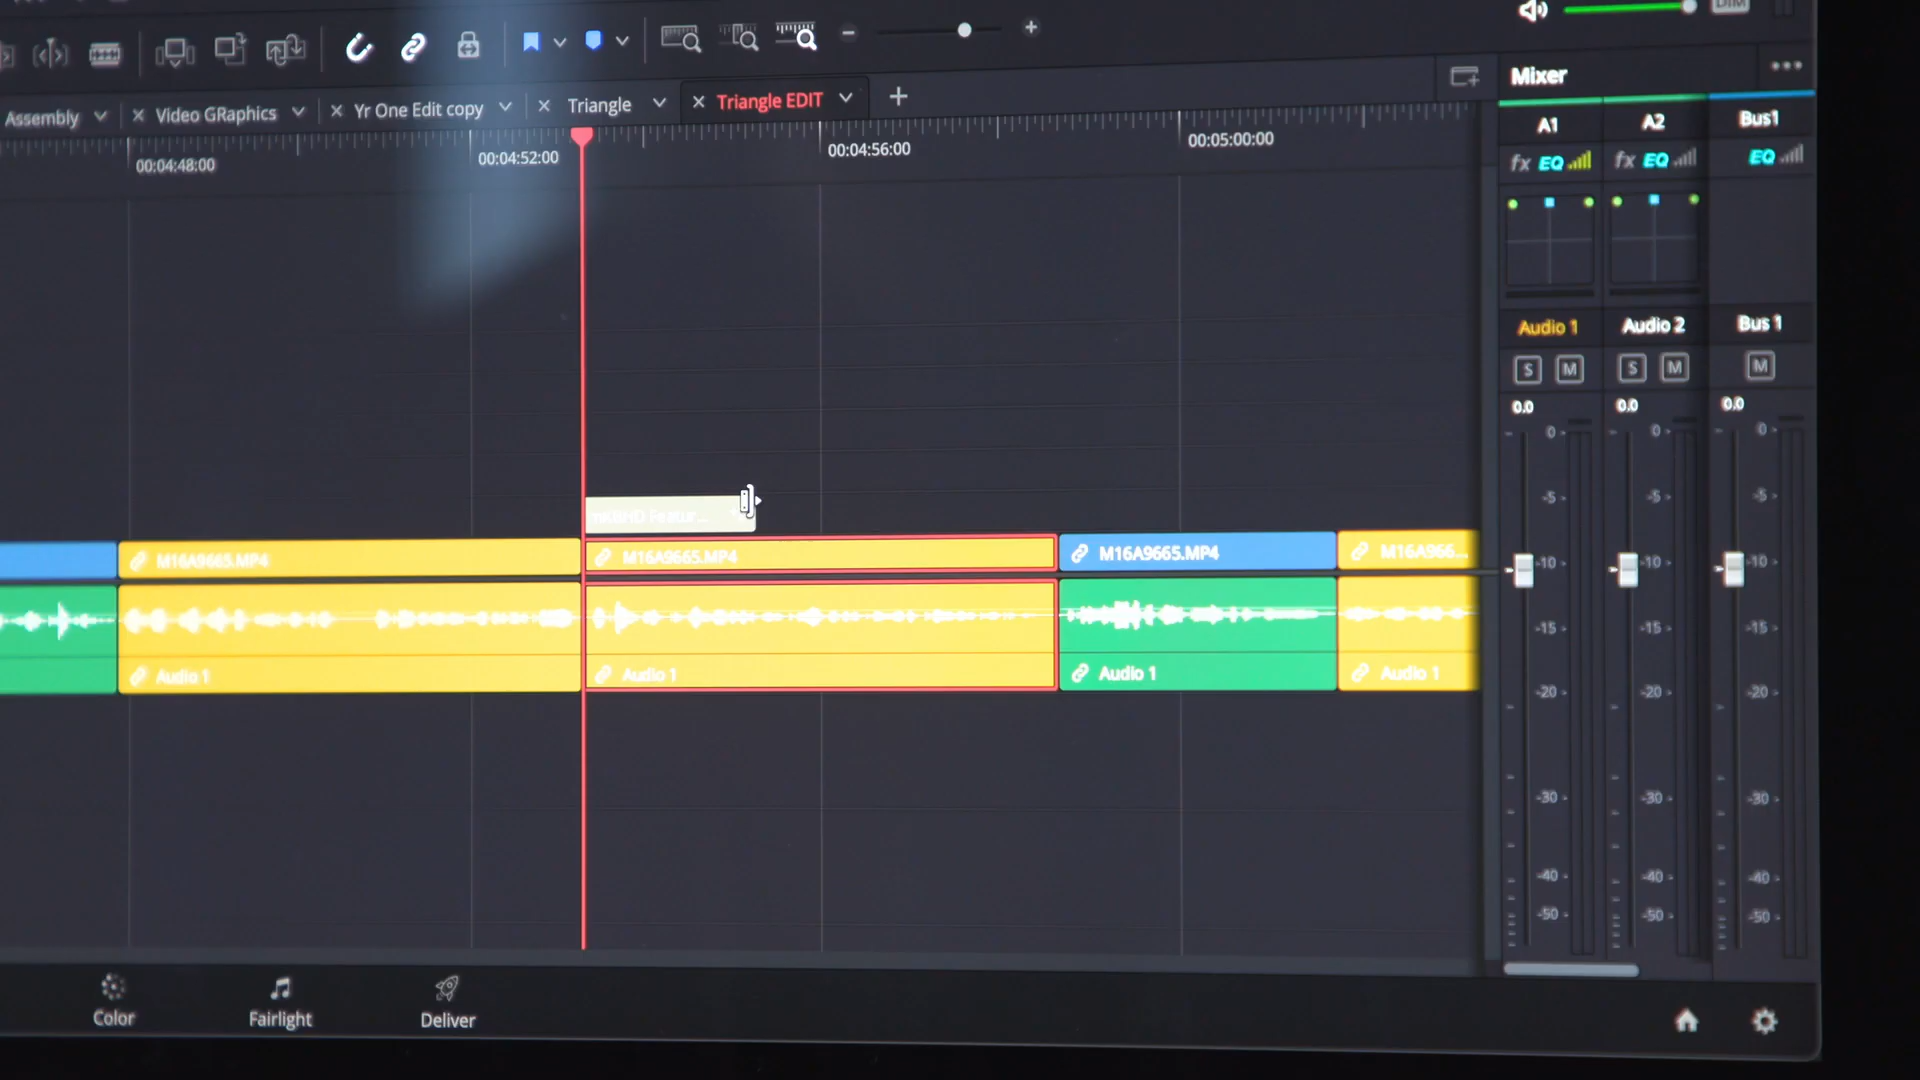 DIM
Assembly
Video GRaphics
Yr One Edit copy
Triangle
Triangle EDIT
Mixer
00:04:48:00
00:04:52:00
00:04:56:00
00:05:00:00
A1 A2 Bus1
fx EQ fx EQ EQ
Audio 1 Audio 2 Bus 1
S M S M M
0.0 0.0 0.0
0 0 0
-5 -5 -5
-10 -10 -10
-15 -15 -15
-20 -20 -20
-30 -30 -30
-40 -40 -40
-50 -50 -50
M16A9665.MP4
M16A9665.MP4
M16A9665.MP4
M16A966...
Audio 1
Audio 1
Audio 1
Audio 1
Color
Fairlight
Deliver